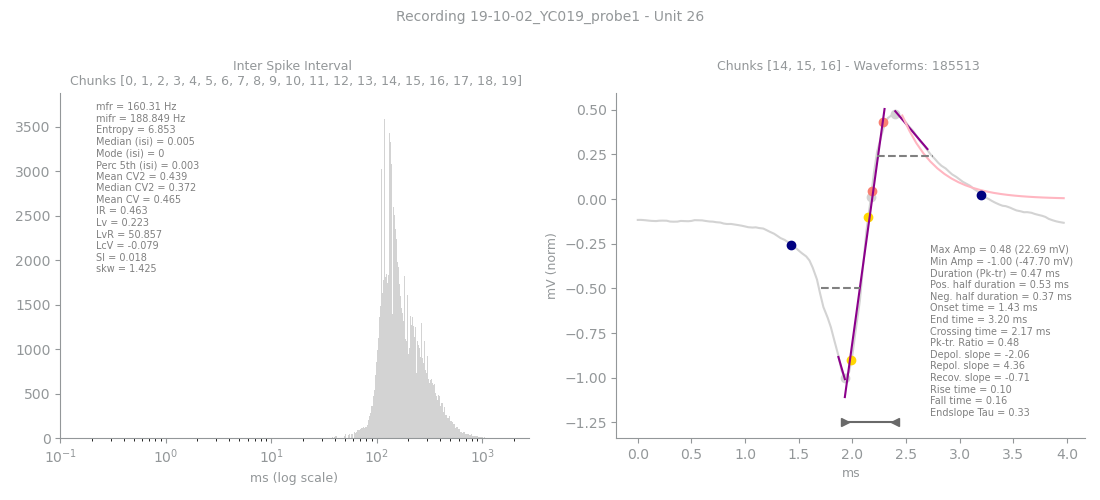 Recording 19-10-02_YC019_probe1 - Unit 26
Inter Spike Interval
Chunks [0, 1, 2, 3, 4, 5, 6, 7, 8, 9, 10, 11, 12, 13, 14, 15, 16, 17, 18, 19]
mfr = 160.31 Hz
mifr = 188.849 Hz
Entropy = 6.853
Median (isi) = 0.005
Mode (isi) = 0
Perc 5th (isi) = 0.003
Mean CV2 = 0.439
Median CV2 = 0.372
Mean CV = 0.465
IR = 0.463
Lv = 0.223
LvR = 50.857
LcV = -0.079
SI = 0.018
skw = 1.425
3500
3000
2500
2000
1500
1000
500
0
10⁻¹
10⁰
10¹
10²
10³
ms (log scale)
Chunks [14, 15, 16] - Waveforms: 185513
mV (norm)
0.50
0.25
0.00
−0.25
−0.50
−0.75
−1.00
−1.25
Max Amp = 0.48 (22.69 mV)
Min Amp = -1.00 (-47.70 mV)
Duration (Pk-tr) = 0.47 ms
Pos. half duration = 0.53 ms
Neg. half duration = 0.37 ms
Onset time = 1.43 ms
End time = 3.20 ms
Crossing time = 2.17 ms
Pk-tr. Ratio = 0.48
Depol. slope = -2.06
Repol. slope = 4.36
Recov. slope = -0.71
Rise time = 0.10
Fall time = 0.16
Endslope Tau = 0.33
0.0
0.5
1.0
1.5
2.0
2.5
3.0
3.5
4.0
ms